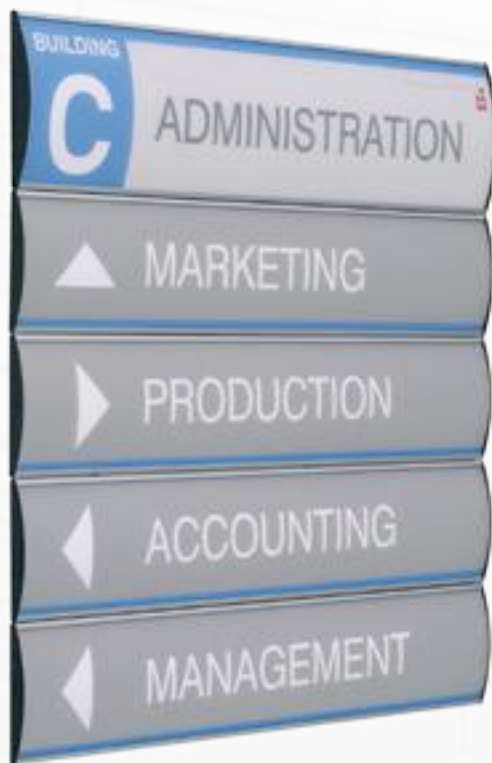 BUILDING
C
ADMINISTRATION
MARKETING
PRODUCTION
ACCOUNTING
MANAGEMENT